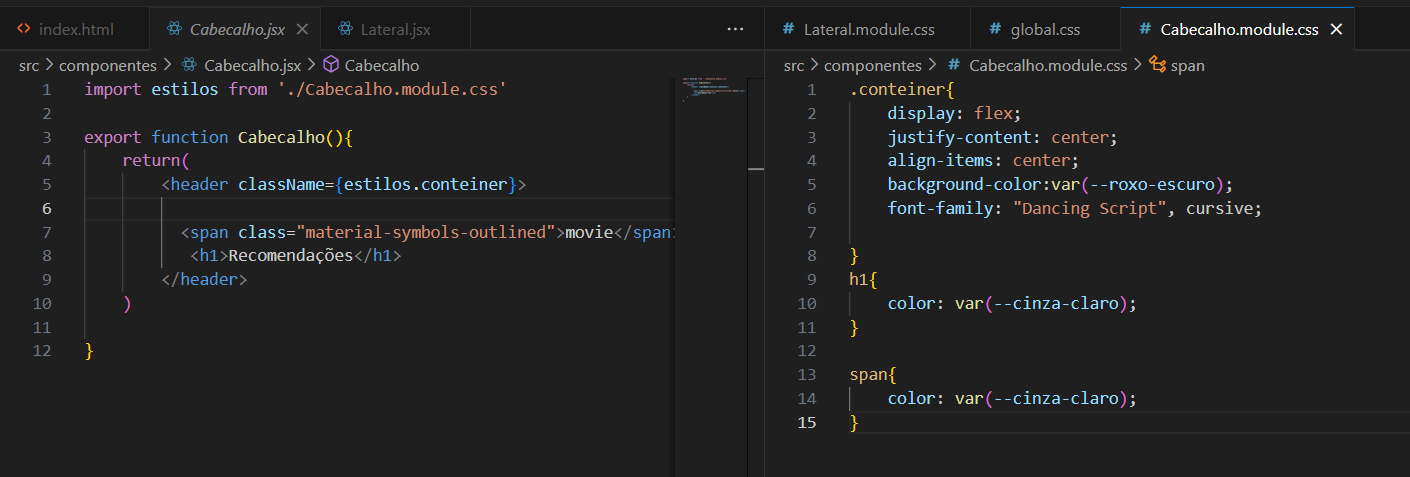 index.html
Cabecalho.jsx
Lateral.jsx
...
src > componentes > Cabecalho.jsx > Cabecalho
1 import estilos from './Cabecalho.module.css'
2
3 export function Cabecalho(){
4 return(
5 <header className={estilos.conteiner}>
6
7 <span class="material-symbols-outlined">movie</span>
8 <h1>Recomendações</h1>
9 </header>
10 )
11
12 }
# Lateral.module.css
# global.css
# Cabecalho.module.css
src > componentes > # Cabecalho.module.css > span
1 .conteiner{
2 display: flex;
3 justify-content: center;
4 align-items: center;
5 background-color:var(--roxo-escuro);
6 font-family: "Dancing Script", cursive;
7
8 }
9 h1{
10 color: var(--cinza-claro);
11 }
12
13 span{
14 color: var(--cinza-claro);
15 }